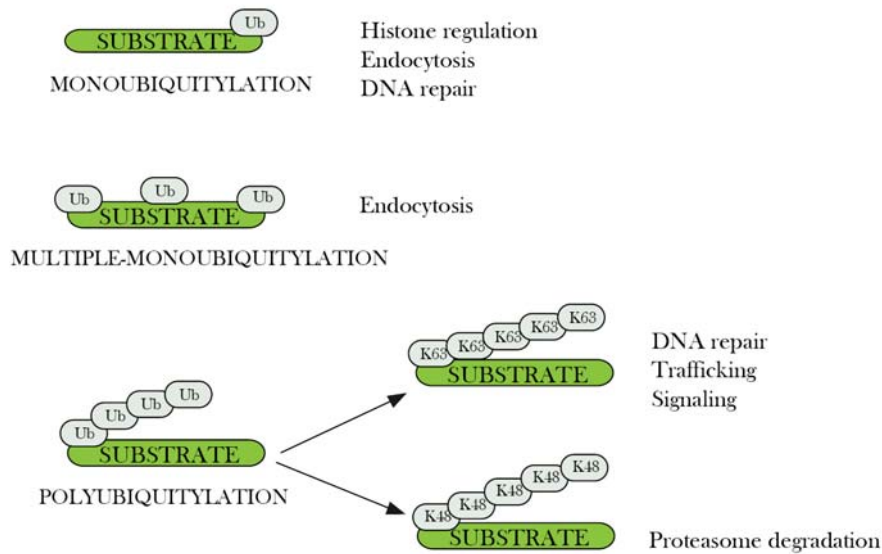 Ub
SUBSTRATE
MONOUBIQUITYLATION
Histone regulation
Endocytosis
DNA repair
Ub Ub Ub
SUBSTRATE
MULTIPLE-MONOUBIQUITYLATION
Endocytosis
Ub Ub Ub Ub
SUBSTRATE
POLYUBIQUITYLATION
K63 K63 K63 K63 K63
SUBSTRATE
DNA repair
Trafficking
Signaling
K48 K48 K48 K48 K48
SUBSTRATE
Proteasome degradation